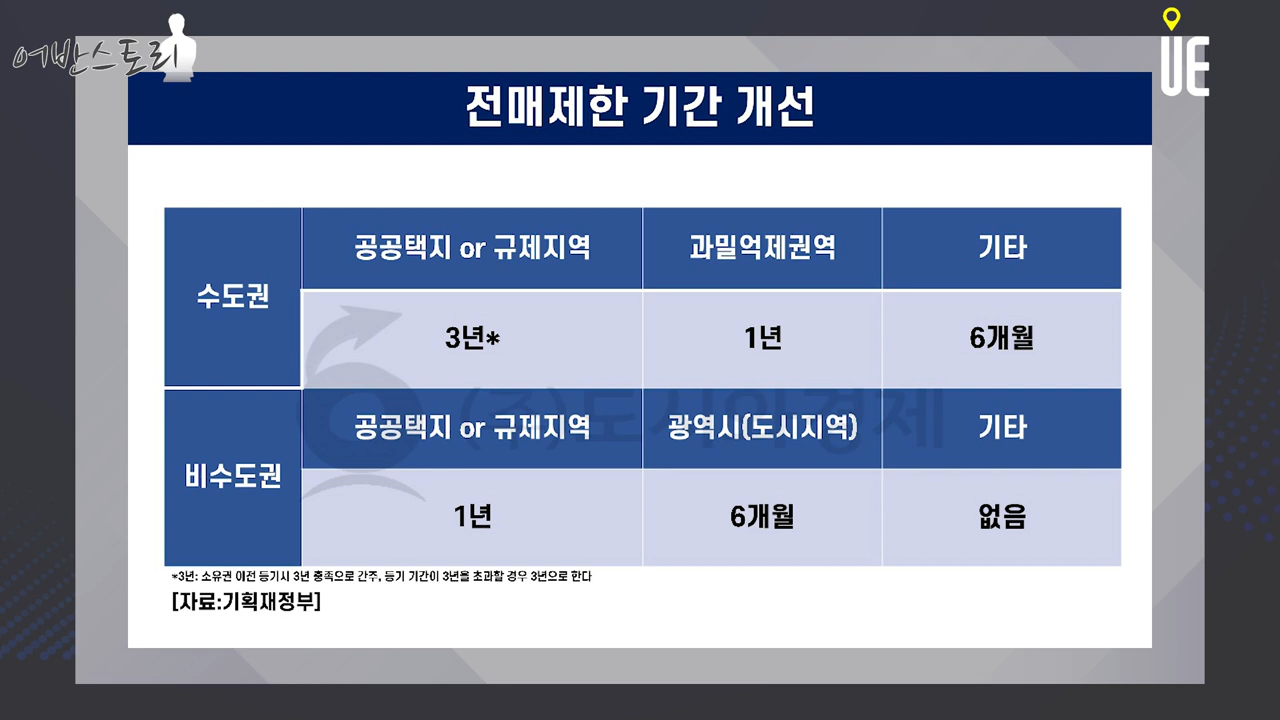 어반스토리
UE
전매제한 기간 개선
수도권
공공택지 or 규제지역
과밀억제권역
기타
3년*
1년
6개월
비수도권
공공택지 or 규제지역
광역시(도시지역)
기타
1년
6개월
없음
(주)도시와경제
*3년: 소유권 이전 등기시 3년 충족으로 간주, 등기 기간이 3년을 초과할 경우 3년으로 한다
[자료:기획재정부]